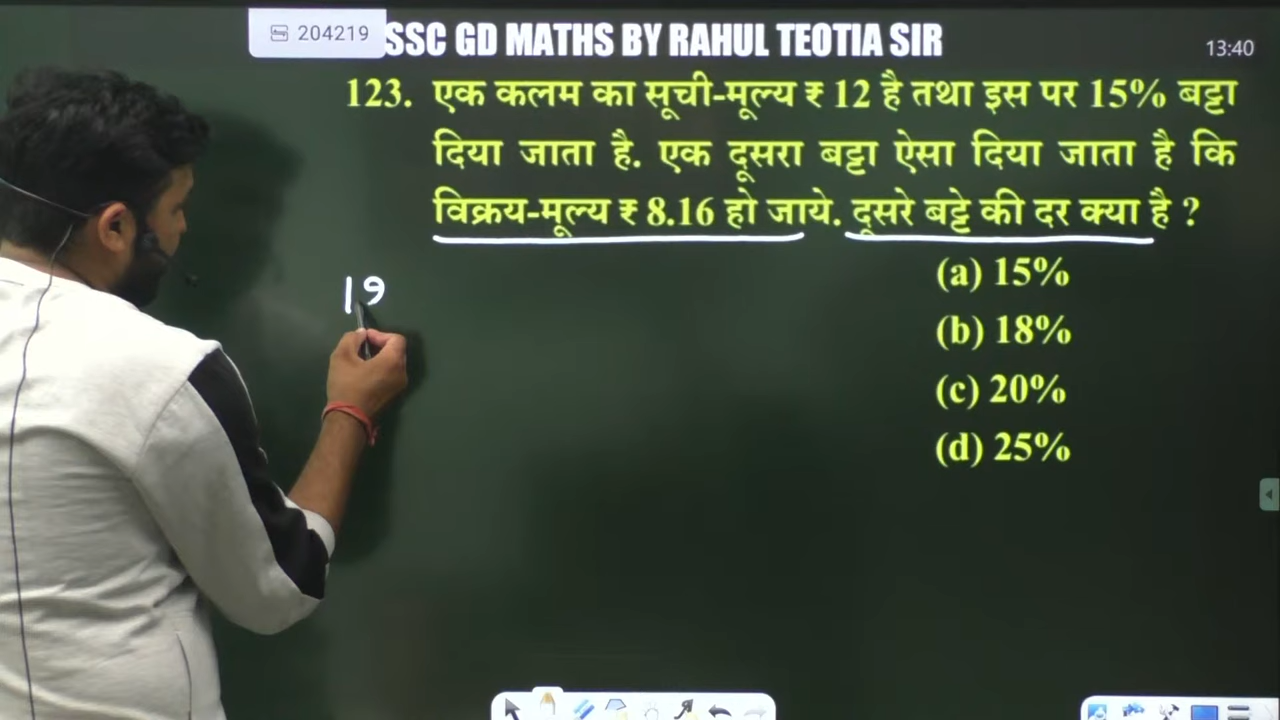 204219
SSC GD MATHS BY RAHUL TEOTIA SIR
13:40
123. एक कलम का सूची-मूल्य ₹ 12 है तथा इस पर 15% बट्टा
दिया जाता है. एक दूसरा बट्टा ऐसा दिया जाता है कि
विक्रय-मूल्य ₹ 8.16 हो जाये. दूसरे बट्टे की दर क्या है ?
(a) 15%
19
(b) 18%
(c) 20%
(d) 25%